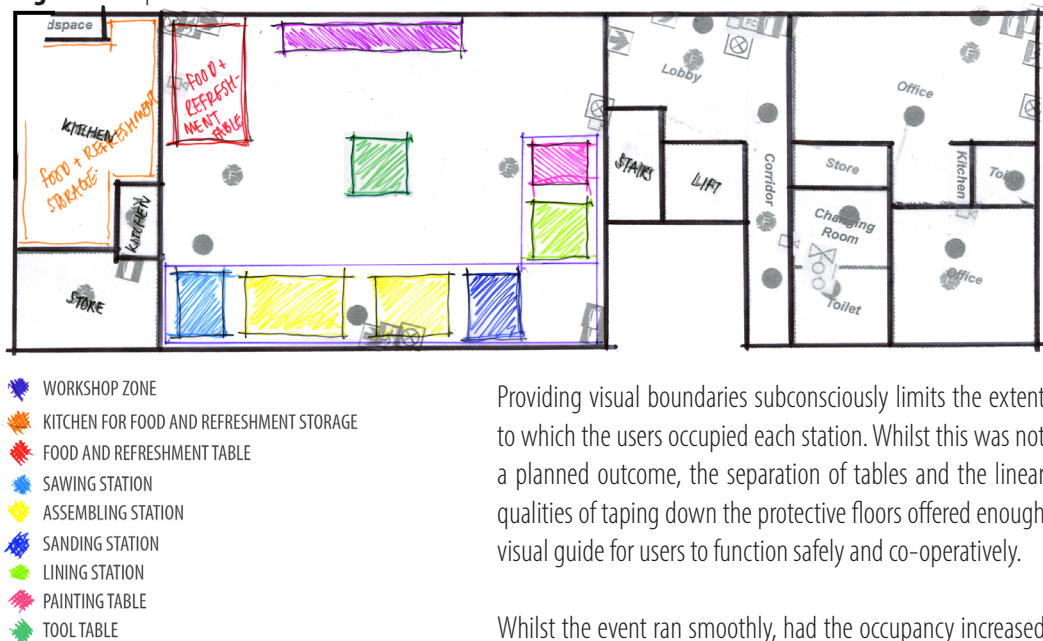 dspace
KITCHEN
FOOD + REFRESHMENT
STORAGE.
KITCHEN
STORE
FOOD +
REFRESH-
MENT
TABLE
STAIRS
LIFT
Lobby
Corridor
Office
Store
Kitchen
Toilet
Changing
Room
Toilet
Office
F
F
F
F
F
F
F
WORKSHOP ZONE
KITCHEN FOR FOOD AND REFRESHMENT STORAGE
FOOD AND REFRESHMENT TABLE
SAWING STATION
ASSEMBLING STATION
SANDING STATION
LINING STATION
PAINTING TABLE
TOOL TABLE
Providing visual boundaries subconsciously limits the extent
to which the users occupied each station. Whilst this was not
a planned outcome, the separation of tables and the linear
qualities of taping down the protective floors offered enough
visual guide for users to function safely and co-operatively.
Whilst the event ran smoothly, had the occupancy increased